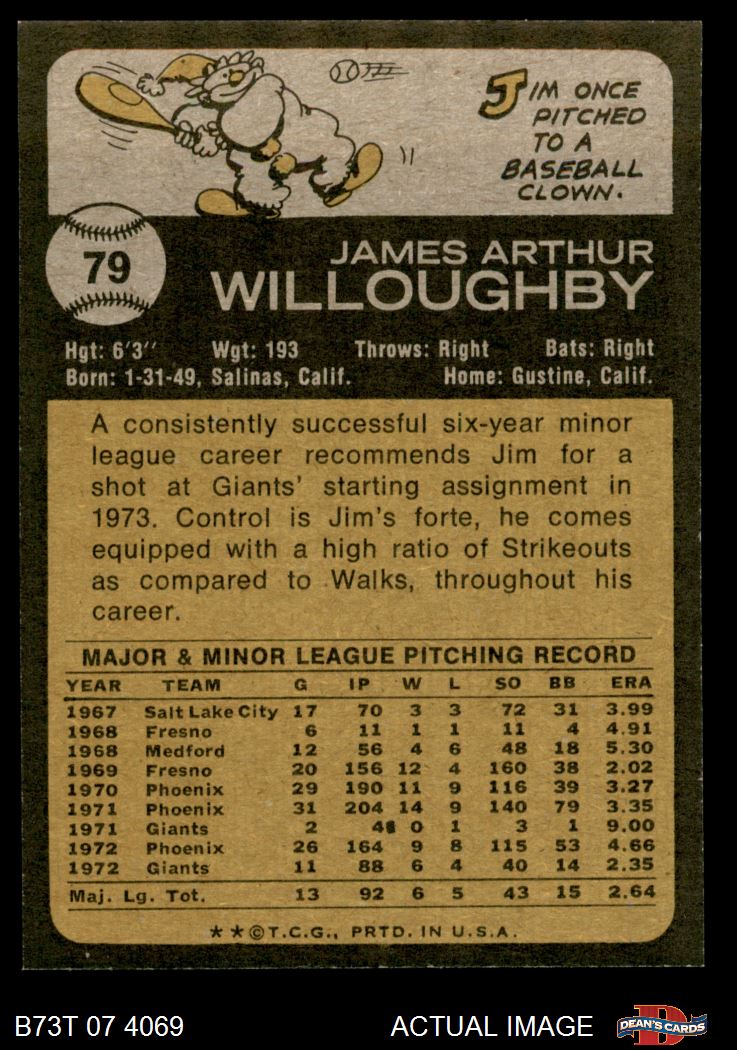 JIM ONCE
PITCHED
TO A
BASEBALL
CLOWN.
79
JAMES ARTHUR
WILLOUGHBY
Hgt: 6'3" Wgt: 193 Throws: Right Bats: Right
Born: 1-31-49, Salinas, Calif. Home: Gustine, Calif.
A consistently successful six-year minor
league career recommends Jim for a
shot at Giants' starting assignment in
1973. Control is Jim's forte, he comes
equipped with a high ratio of Strikeouts
as compared to Walks, throughout his
career.
MAJOR & MINOR LEAGUE PITCHING RECORD
YEAR TEAM G IP W L SO BB ERA
1967 Salt Lake City 17 70 3 3 72 31 3.99
1968 Fresno 6 11 1 1 11 4 4.91
1968 Medford 12 56 4 6 48 18 5.30
1969 Fresno 20 156 12 4 160 38 2.02
1970 Phoenix 29 190 11 9 116 39 3.27
1971 Phoenix 31 204 14 9 140 79 3.35
1971 Giants 2 4 0 1 3 1 9.00
1972 Phoenix 26 164 9 8 115 53 4.66
1972 Giants 11 88 6 4 40 14 2.35
Maj. Lg. Tot. 13 92 6 5 43 15 2.64
**©T.C.G., PRTD. IN U.S.A.
B73T 07 4069 ACTUAL IMAGE DEAN'S CARDS